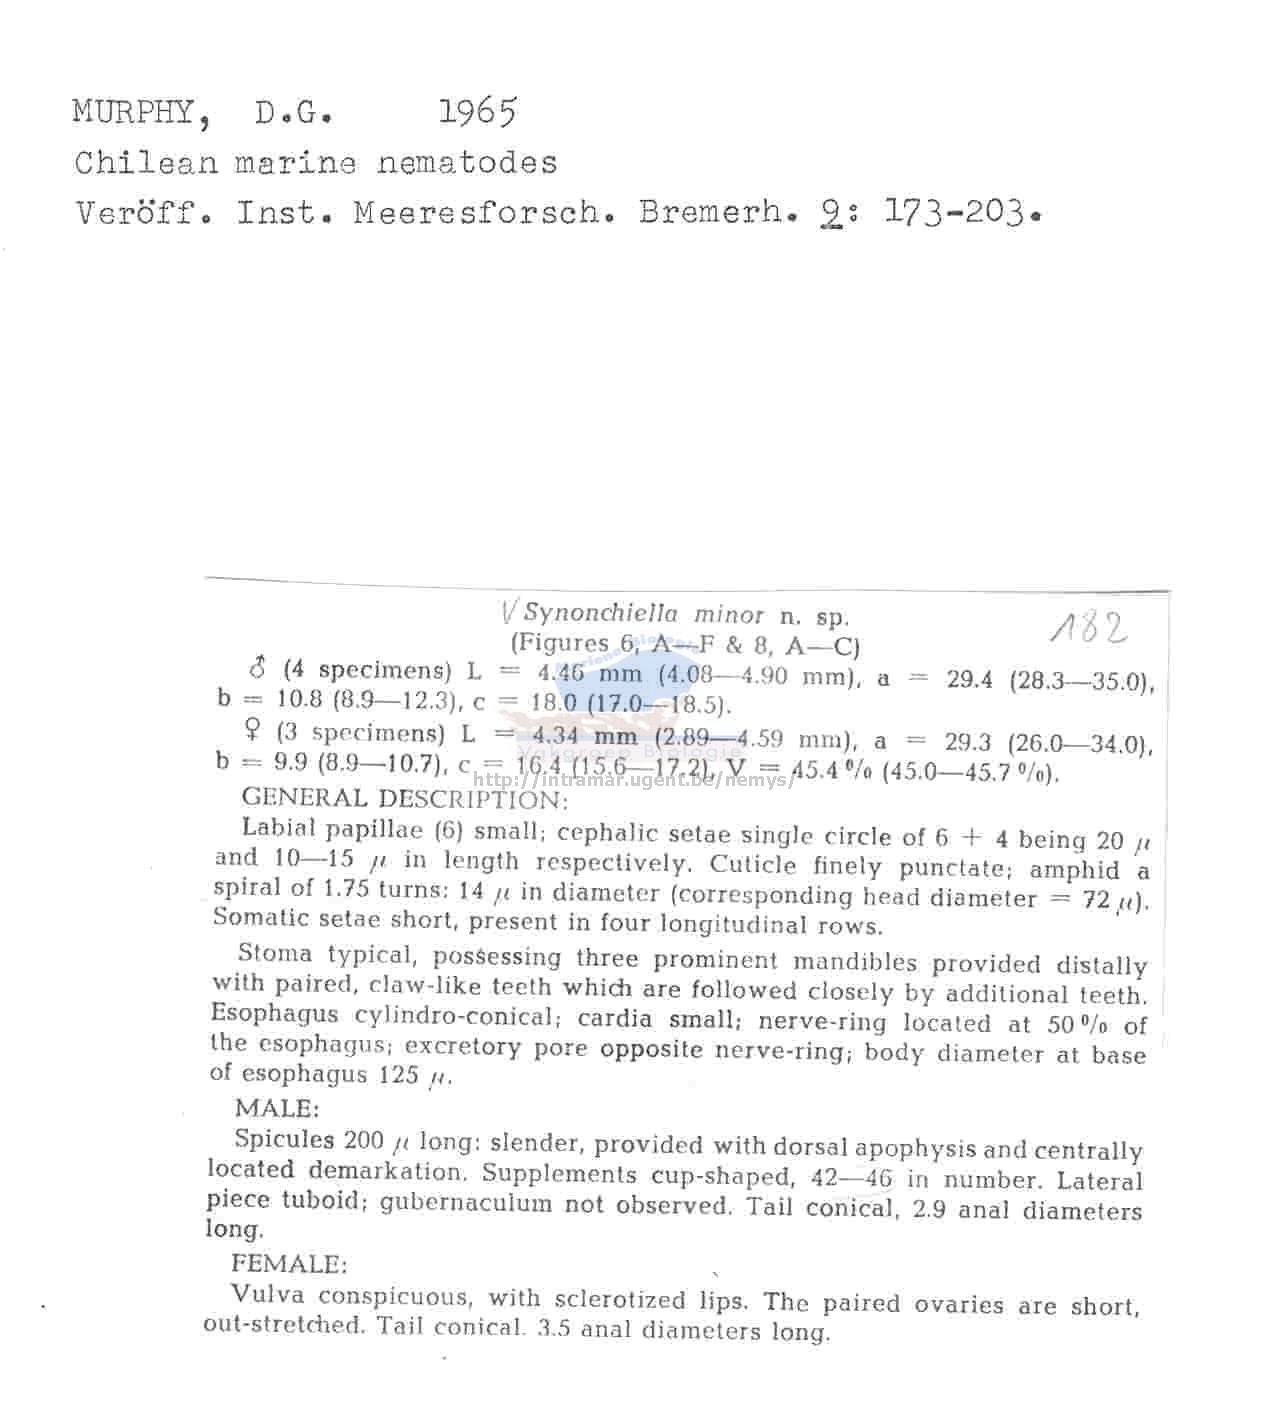 MURPHY, D.G. 1965
Chilean marine nematodes
Veröff. Inst. Meeresforsch. Bremerh. 9: 173-203.
√ Synonchiella minor n. sp. 182
(Figures 6, A—F & 8, A—C)
♂ (4 specimens) L = 4.46 mm (4.08—4.90 mm), a = 29.4 (28.3—35.0),
b = 10.8 (8.9—12.3), c = 18.0 (17.0—18.5).
♀ (3 specimens) L = 4.34 mm (2.89—4.59 mm), a = 29.3 (26.0—34.0),
Vakgroep Biologie
b = 9.9 (8.9—10.7), c = 16.4 (15.6—17.2), V = 45.4 % (45.0—45.7 %).
http://intramar.ugent.be/nemys/
GENERAL DESCRIPTION:
Labial papillae (6) small; cephalic setae single circle of 6 + 4 being 20 µ
and 10—15 µ in length respectively. Cuticle finely punctate; amphid a
spiral of 1.75 turns: 14 µ in diameter (corresponding head diameter = 72 µ).
Somatic setae short, present in four longitudinal rows.
Stoma typical, possessing three prominent mandibles provided distally
with paired, claw-like teeth which are followed closely by additional teeth.
Esophagus cylindro-conical; cardia small; nerve-ring located at 50 % of
the esophagus; excretory pore opposite nerve-ring; body diameter at base
of esophagus 125 µ.
MALE:
Spicules 200 µ long: slender, provided with dorsal apophysis and centrally
located demarkation. Supplements cup-shaped, 42—46 in number. Lateral
piece tuboid; gubernaculum not observed. Tail conical, 2.9 anal diameters
long.
FEMALE:
Vulva conspicuous, with sclerotized lips. The paired ovaries are short,
out-stretched. Tail conical. 3.5 anal diameters long.